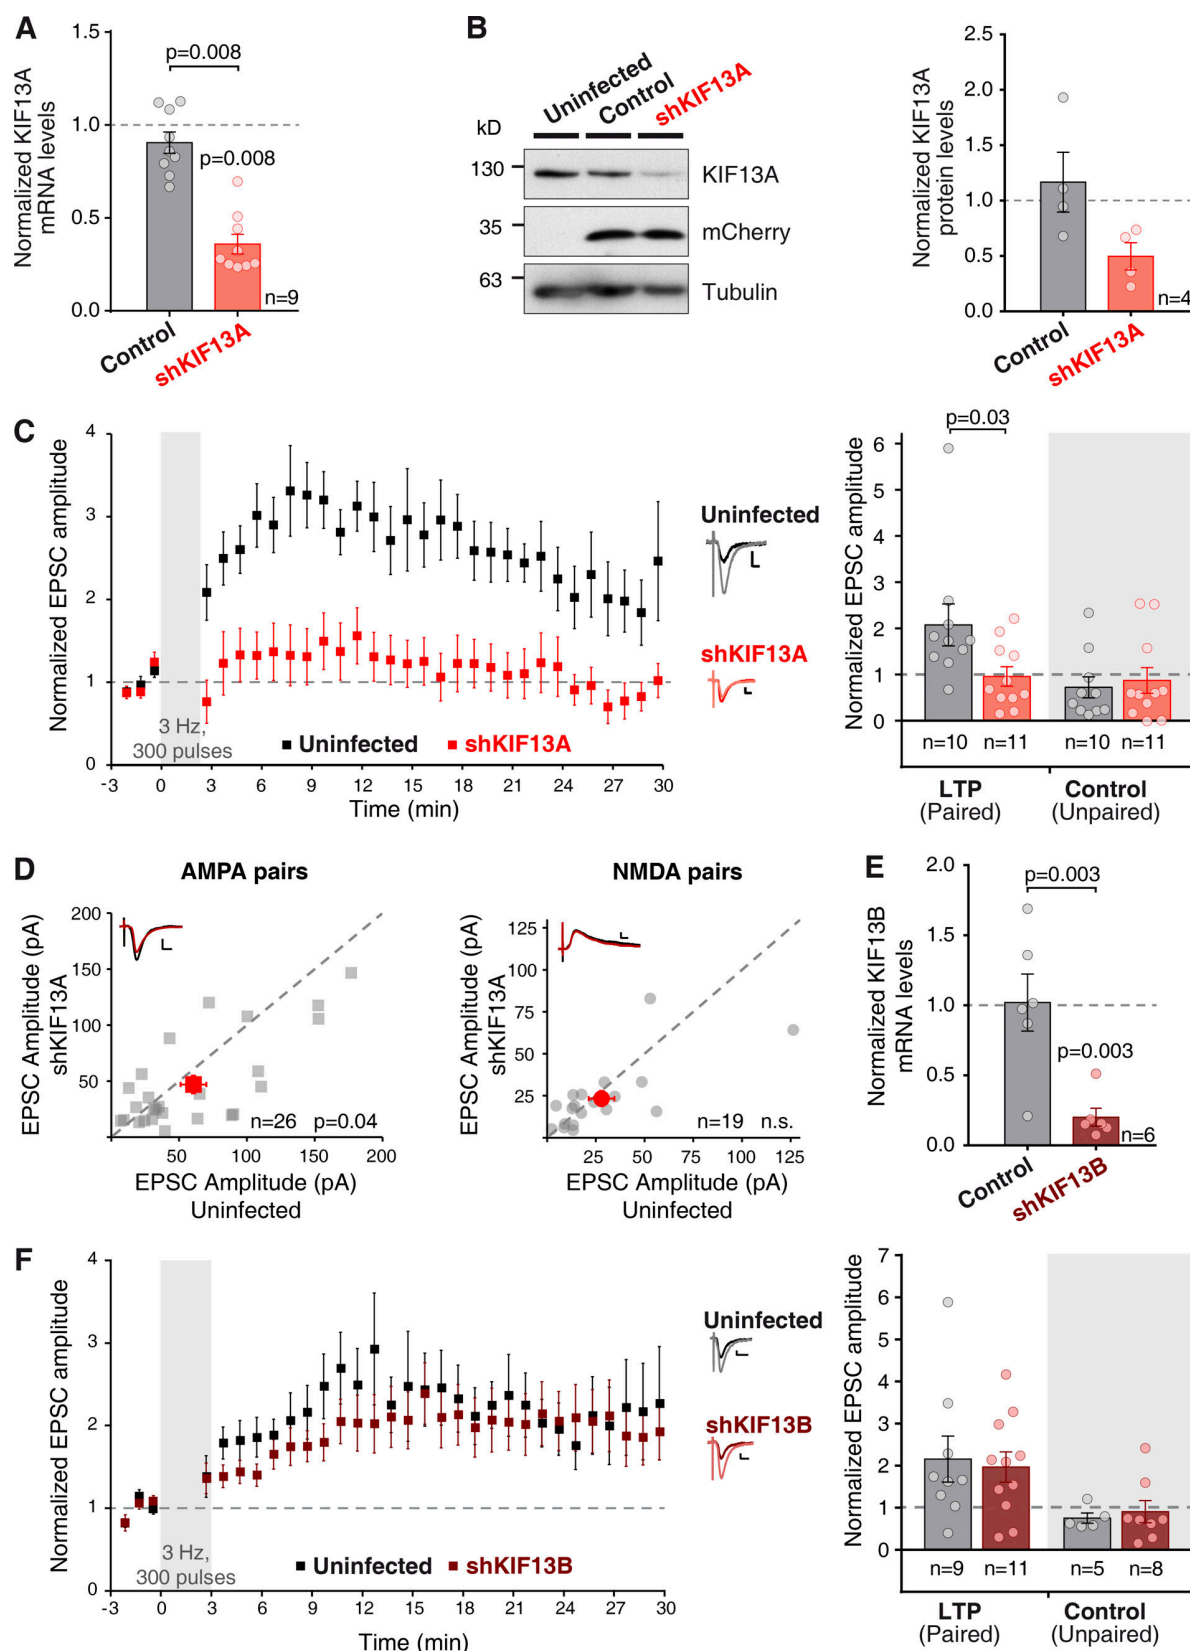 A
Normalized KIF13A
mRNA levels
1.5
1.0
0.5
0.0
p=0.008
p=0.008
n=9
Control
shKIF13A
B
Uninfected
Control
shKIF13A
kD
130
35
63
KIF13A
mCherry
Tubulin
Normalized KIF13A
protein levels
2.5
2.0
1.5
1.0
0.5
0.0
n=4
Control
shKIF13A
C
Normalized EPSC amplitude
4
3
2
1
0
3 Hz,
300 pulses
Uninfected
shKIF13A
-3 0 3 6 9 12 15 18 21 24 27 30
Time (min)
Uninfected
shKIF13A
Normalized EPSC amplitude
6
5
4
3
2
1
0
p=0.03
n=10 n=11 n=10 n=11
LTP
(Paired)
Control
(Unpaired)
D
AMPA pairs
EPSC Amplitude (pA)
shKIF13A
200
150
100
50
n=26 p=0.04
50 100 150 200
EPSC Amplitude (pA)
Uninfected
NMDA pairs
EPSC Amplitude (pA)
shKIF13A
125
100
75
50
25
n=19 n.s.
25 50 75 100 125
EPSC Amplitude (pA)
Uninfected
E
Normalized KIF13B
mRNA levels
2.0
1.5
1.0
0.5
0.0
p=0.003
p=0.003
n=6
Control
shKIF13B
F
Normalized EPSC amplitude
4
3
2
1
0
3 Hz,
300 pulses
Uninfected
shKIF13B
-3 0 3 6 9 12 15 18 21 24 27 30
Time (min)
Uninfected
shKIF13B
Normalized EPSC amplitude
7
6
5
4
3
2
1
0
n=9 n=11 n=5 n=8
LTP
(Paired)
Control
(Unpaired)